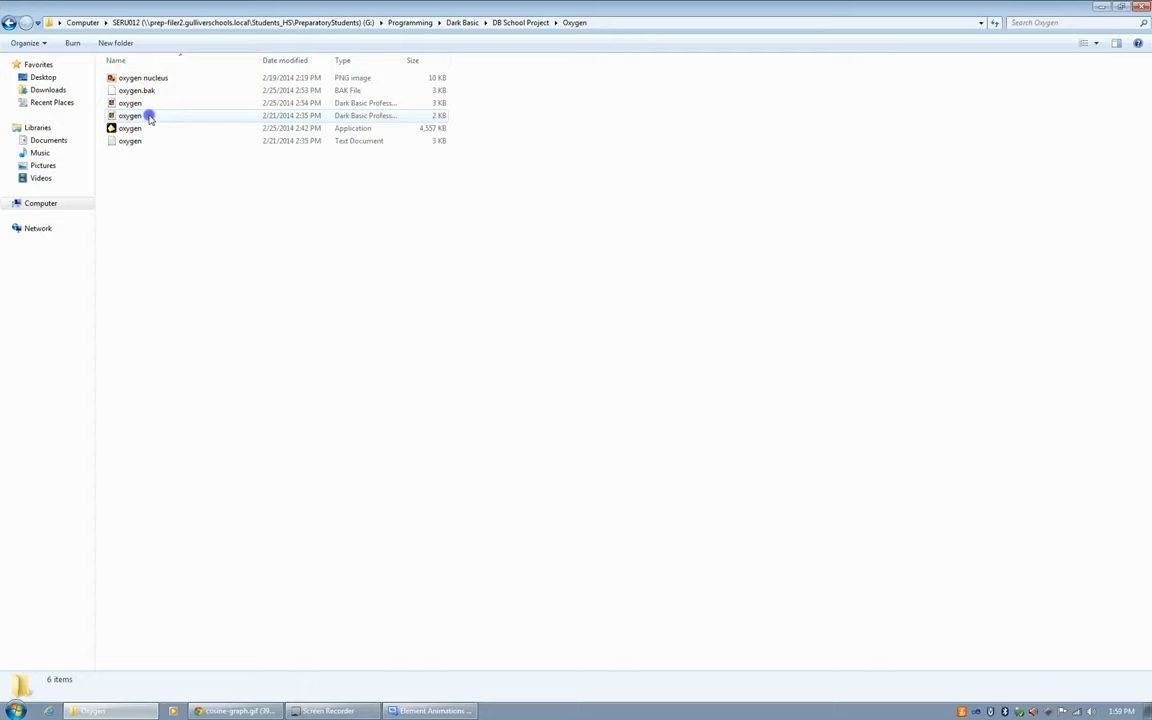 Computer ▸ SERU012 (\\prep-filer2.gulliverschools.local\Students_HS\PreparatoryStudents) (G:) ▸ Programming ▸ Dark Basic ▸ DB School Project ▸ Oxygen
Search Oxygen
Organize Burn New folder
Name Date modified Type Size
Favorites
Desktop
Downloads
Recent Places
Libraries
Documents
Music
Pictures
Videos
Computer
Network
oxygen nucleus 2/19/2014 2:19 PM PNG image 10 KB
oxygen.bak 2/25/2014 2:53 PM BAK File 3 KB
oxygen 2/25/2014 2:54 PM Dark Basic Profess... 3 KB
oxygen 2/21/2014 2:35 PM Dark Basic Profess... 2 KB
oxygen 2/25/2014 2:42 PM Application 4,557 KB
oxygen 2/21/2014 2:35 PM Text Document 3 KB
6 items
Oxygen cosine-graph.gif (39... Screen Recorder Element Animations ... 1:59 PM